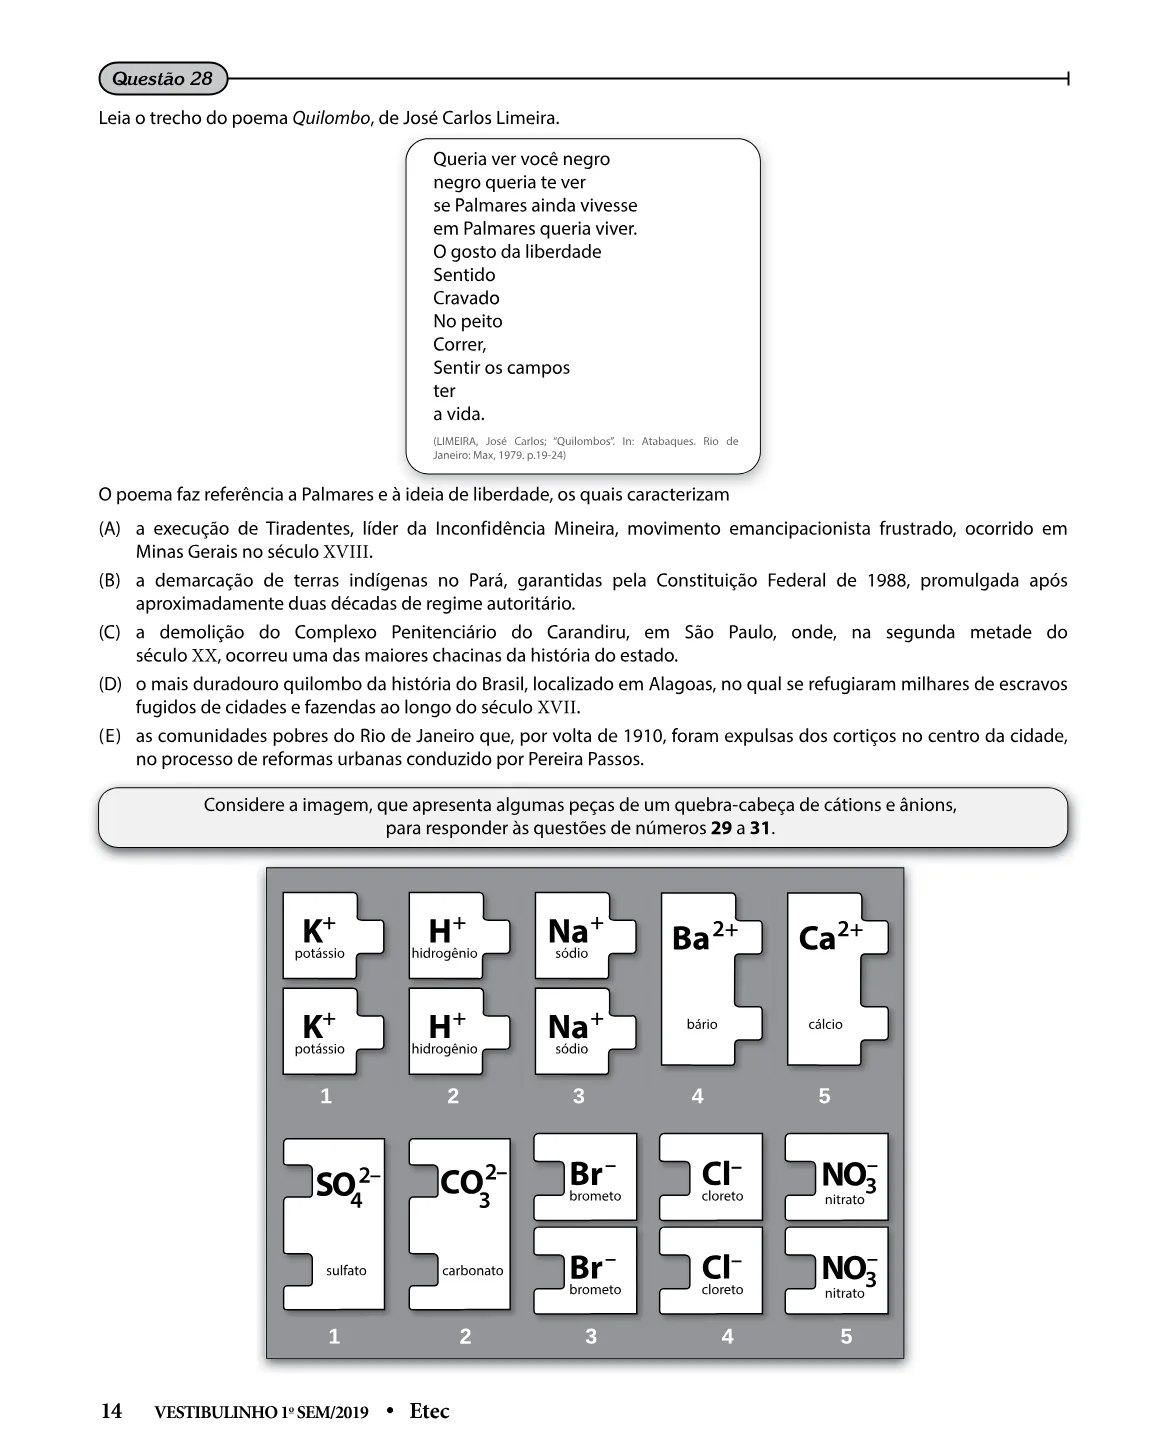 Questão 28
Leia o trecho do poema Quilombo, de José Carlos Limeira.
Queria ver você negro
negro queria te ver
se Palmares ainda vivesse
em Palmares queria viver.
O gosto da liberdade
Sentido
Cravado
No peito
Correr,
Sentir os campos
ter
a vida.
(LIMEIRA, José Carlos; “Quilombos”. In: Atabaques. Rio de
Janeiro: Max, 1979. p.19-24)
O poema faz referência a Palmares e à ideia de liberdade, os quais caracterizam
(A) a execução de Tiradentes, líder da Inconfidência Mineira, movimento emancipacionista frustrado, ocorrido em
Minas Gerais no século XVIII.
(B) a demarcação de terras indígenas no Pará, garantidas pela Constituição Federal de 1988, promulgada após
aproximadamente duas décadas de regime autoritário.
(C) a demolição do Complexo Penitenciário do Carandiru, em São Paulo, onde, na segunda metade do
século XX, ocorreu uma das maiores chacinas da história do estado.
(D) o mais duradouro quilombo da história do Brasil, localizado em Alagoas, no qual se refugiaram milhares de escravos
fugidos de cidades e fazendas ao longo do século XVII.
(E) as comunidades pobres do Rio de Janeiro que, por volta de 1910, foram expulsas dos cortiços no centro da cidade,
no processo de reformas urbanas conduzido por Pereira Passos.
Considere a imagem, que apresenta algumas peças de um quebra-cabeça de cátions e ânions,
para responder às questões de números 29 a 31.
K⁺ H⁺ Na⁺ Ba²⁺ Ca²⁺
potássio hidrogênio sódio
K⁺ H⁺ Na⁺
potássio hidrogênio sódio bário cálcio
1 2 3 4 5
SO₄²⁻ CO₃²⁻ Br⁻ Cl⁻ NO₃⁻
brometo cloreto nitrato
sulfato carbonato Br⁻ Cl⁻ NO₃⁻
brometo cloreto nitrato
1 2 3 4 5
14 VESTIBULINHO 1º SEM/2019 • Etec